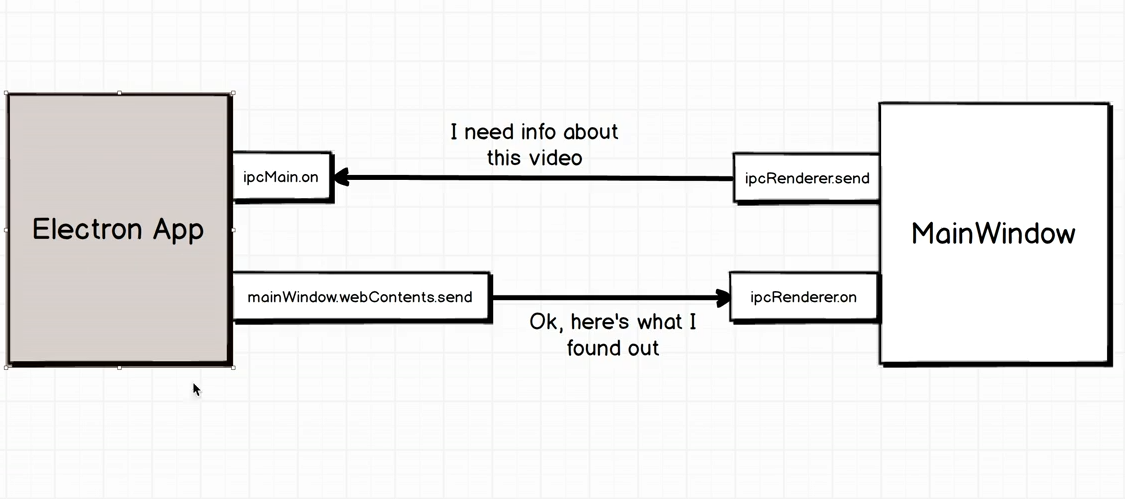 I need info about
this video
ipcMain.on
ipcRenderer.send
Electron App
MainWindow
mainWindow.webContents.send
ipcRenderer.on
Ok, here's what I
found out